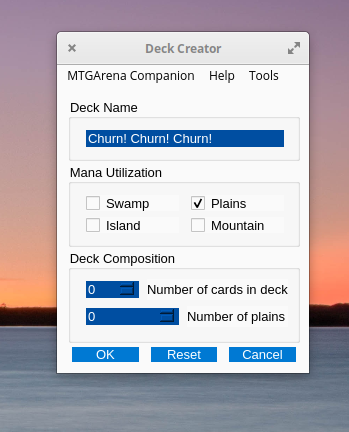 Deck Creator
MTGArena Companion Help Tools
Deck Name
Churn! Churn! Churn!
Mana Utilization
Swamp Plains
Island Mountain
Deck Composition
0 Number of cards in deck
0 Number of plains
OK Reset Cancel